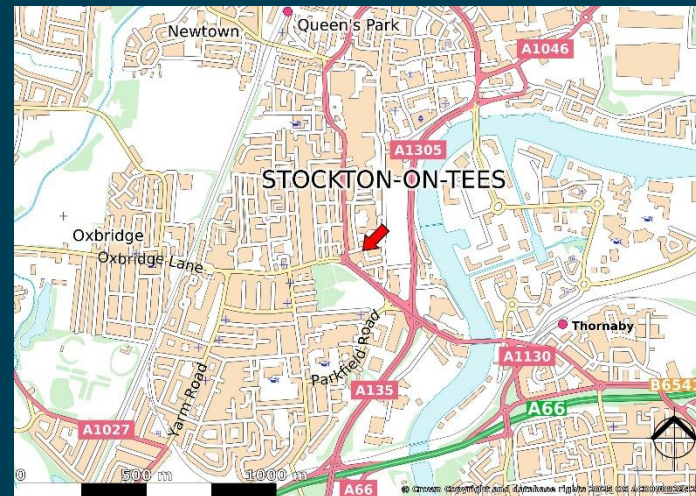 Newtown
Queen's Park
A1046
A1305
STOCKTON-ON-TEES
Oxbridge
Oxbridge Lane
Thornaby
Parkfield Road
A1130
B654
Yarm Road
A135
A66
A1027
0
500 m
1000 m
A66
© Crown Copyright and database rights